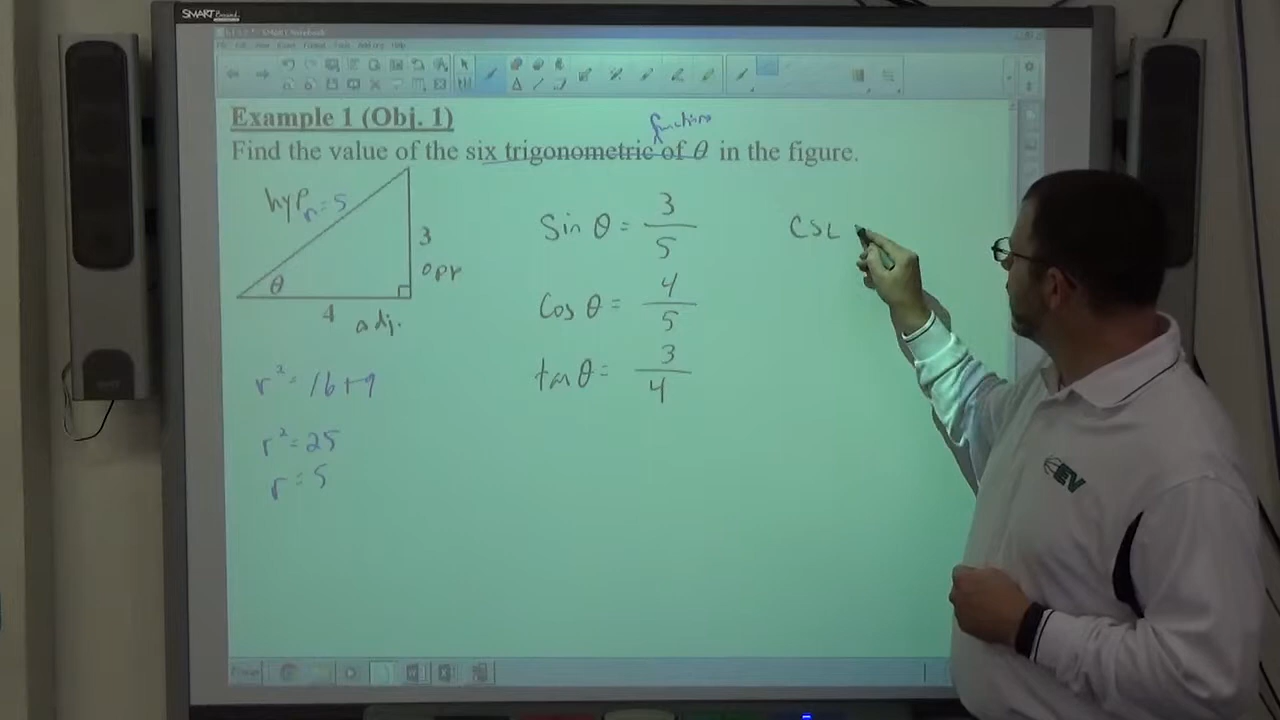 SMART Board
Example 1 (Obj. 1)
functions
Find the value of the six trigonometric of θ in the figure.
hyp r = 5
3
opp
θ
4 adj.
r² = 16+9
r² = 25
r = 5
Sin θ = 3/5
Cos θ = 4/5
tan θ = 3/4
CSC
EV